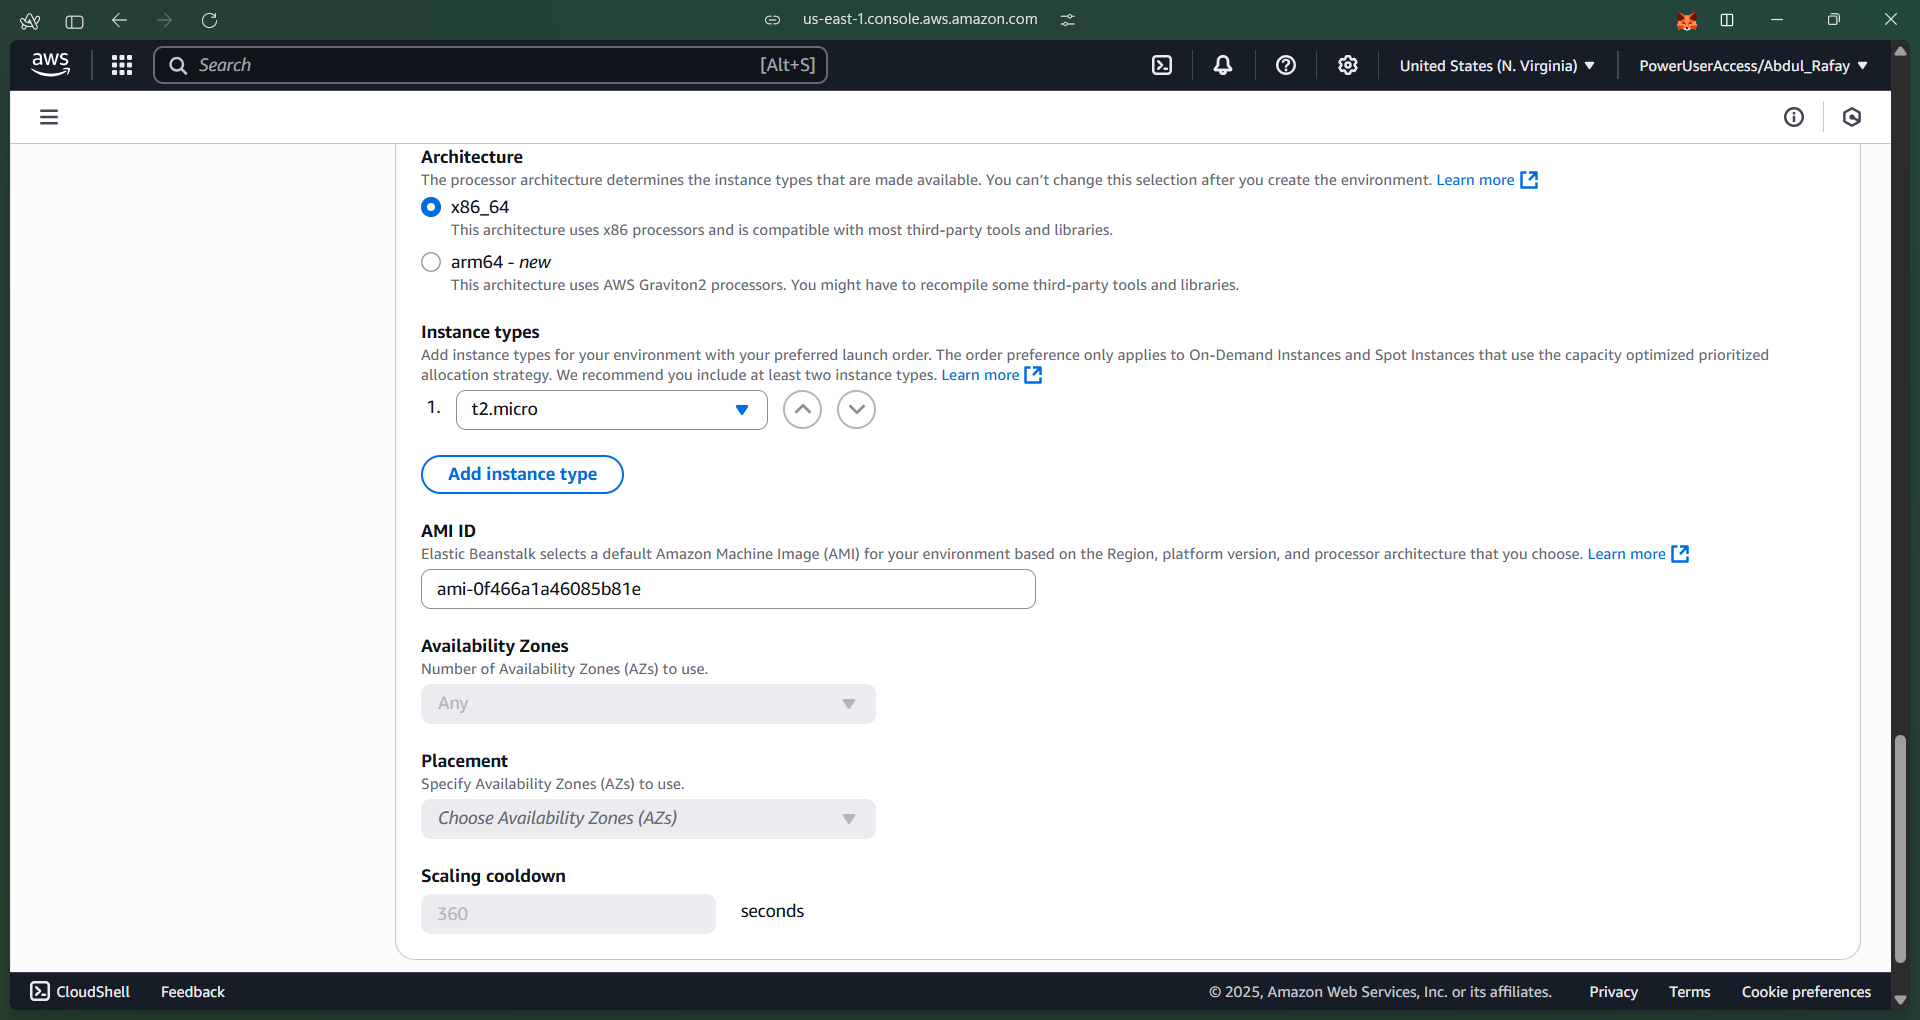 us-east-1.console.aws.amazon.com
aws
Search
[Alt+S]
United States (N. Virginia)
PowerUserAccess/Abdul_Rafay
Architecture
The processor architecture determines the instance types that are made available. You can’t change this selection after you create the environment. Learn more
x86_64
This architecture uses x86 processors and is compatible with most third-party tools and libraries.
arm64 - new
This architecture uses AWS Graviton2 processors. You might have to recompile some third-party tools and libraries.
Instance types
Add instance types for your environment with your preferred launch order. The order preference only applies to On-Demand Instances and Spot Instances that use the capacity optimized prioritized
allocation strategy. We recommend you include at least two instance types. Learn more
1. t2.micro
Add instance type
AMI ID
Elastic Beanstalk selects a default Amazon Machine Image (AMI) for your environment based on the Region, platform version, and processor architecture that you choose. Learn more
ami-0f466a1a46085b81e
Availability Zones
Number of Availability Zones (AZs) to use.
Any
Placement
Specify Availability Zones (AZs) to use.
Choose Availability Zones (AZs)
Scaling cooldown
360 seconds
CloudShell Feedback © 2025, Amazon Web Services, Inc. or its affiliates. Privacy Terms Cookie preferences